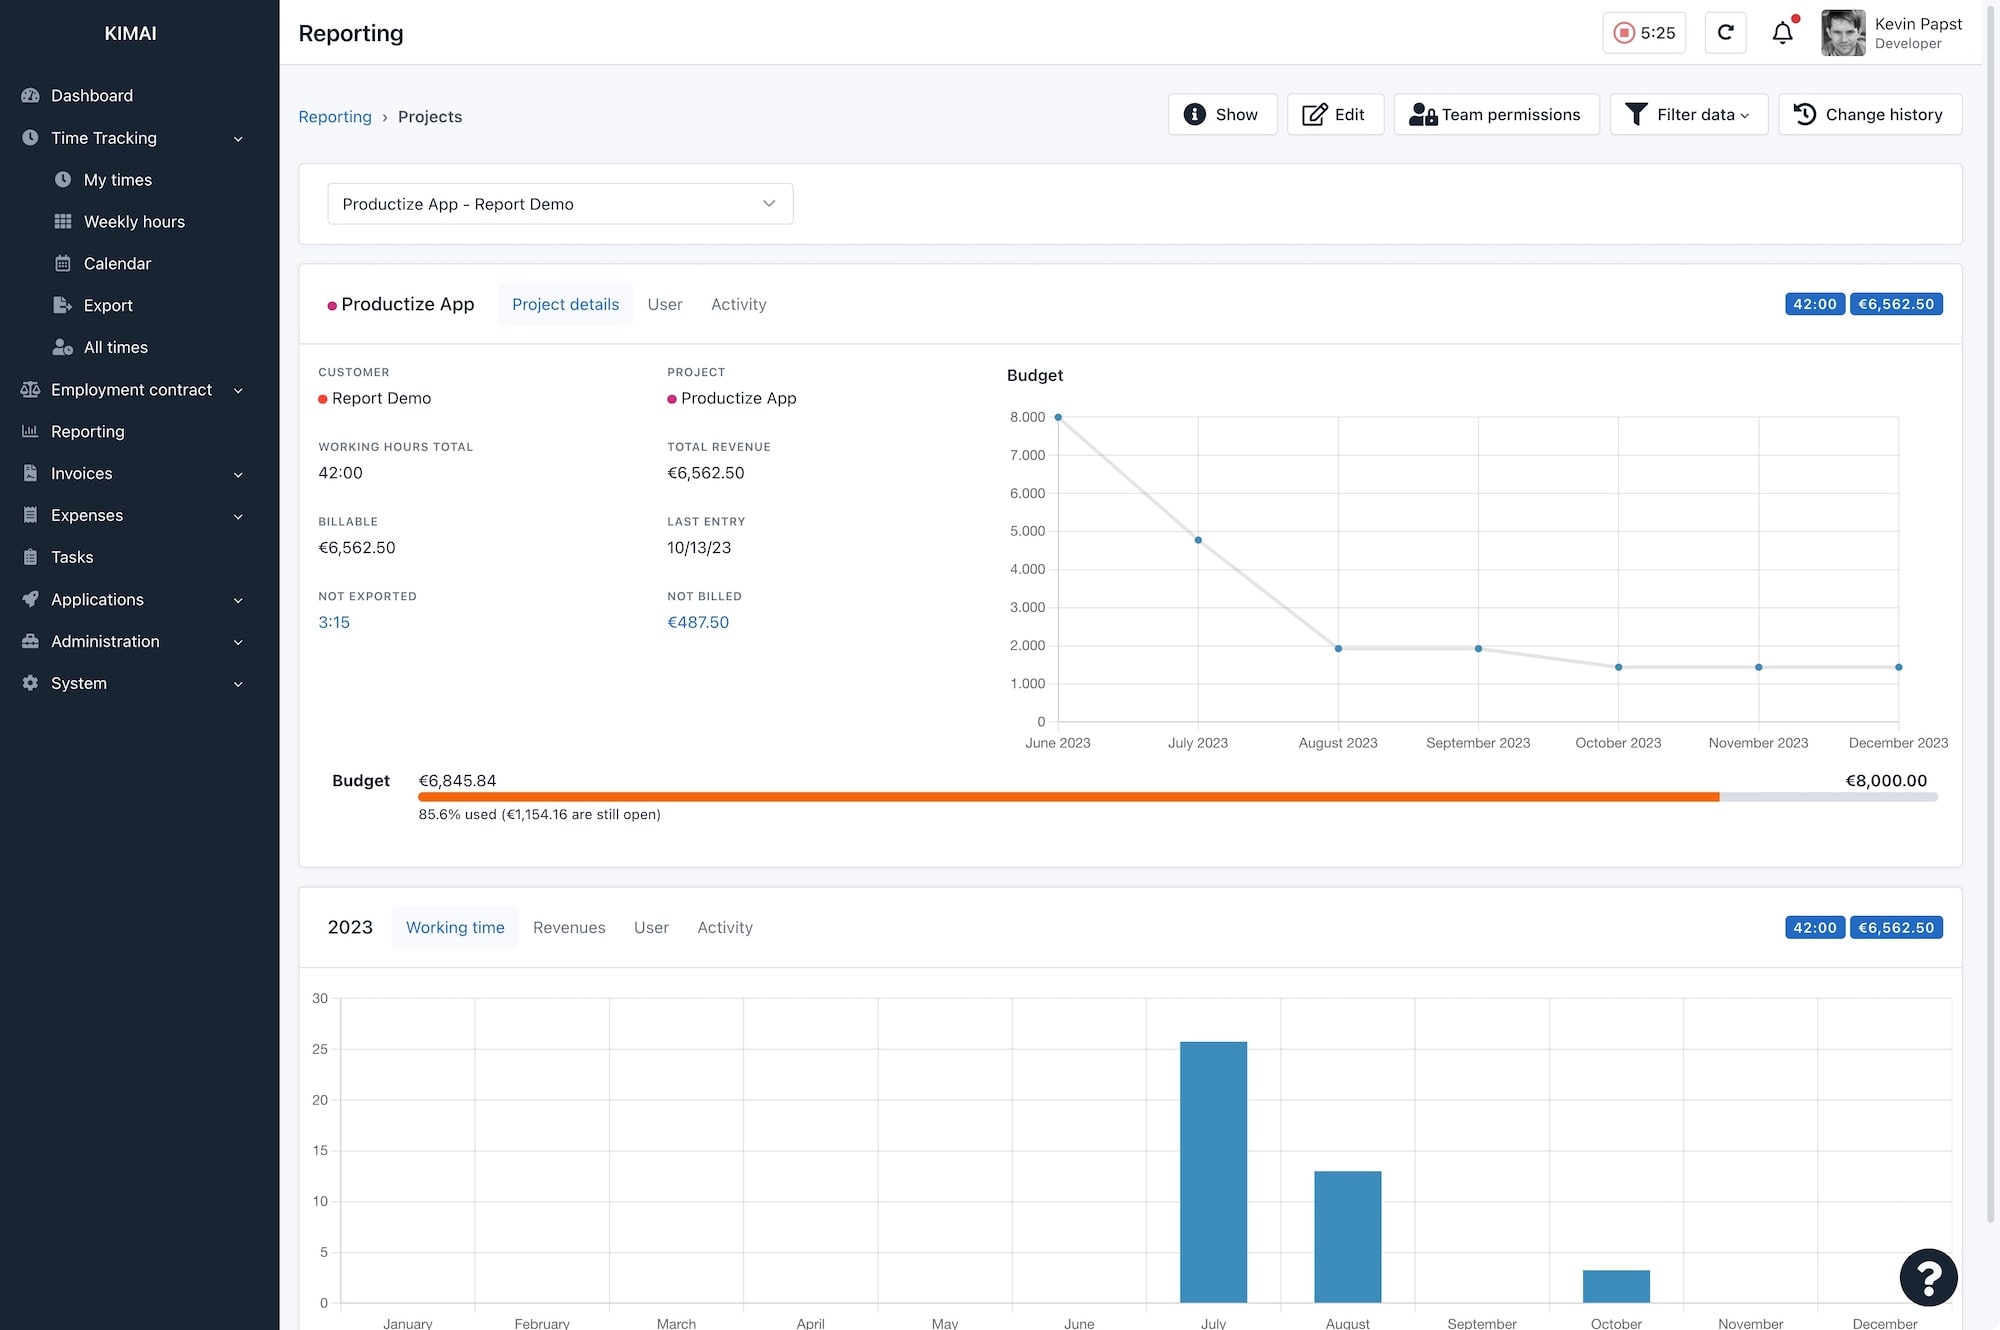 KIMAI
Dashboard
Time Tracking
My times
Weekly hours
Calendar
Export
All times
Employment contract
Reporting
Invoices
Expenses
Tasks
Applications
Administration
System
Reporting
5:25
Kevin Papst
Developer
Reporting › Projects
Show
Edit
Team permissions
Filter data
Change history
Productize App - Report Demo
Productize App
Project details
User
Activity
42:00
€6,562.50
CUSTOMER
Report Demo
PROJECT
Productize App
WORKING HOURS TOTAL
42:00
TOTAL REVENUE
€6,562.50
BILLABLE
€6,562.50
LAST ENTRY
10/13/23
NOT EXPORTED
3:15
NOT BILLED
€487.50
Budget
8.000
7.000
6.000
5.000
4.000
3.000
2.000
1.000
0
June 2023
July 2023
August 2023
September 2023
October 2023
November 2023
December 2023
Budget
€6,845.84
€8,000.00
85.6% used (€1,154.16 are still open)
2023
Working time
Revenues
User
Activity
42:00
€6,562.50
30
25
20
15
10
5
0
January
February
March
April
May
June
July
August
September
October
November
December
?